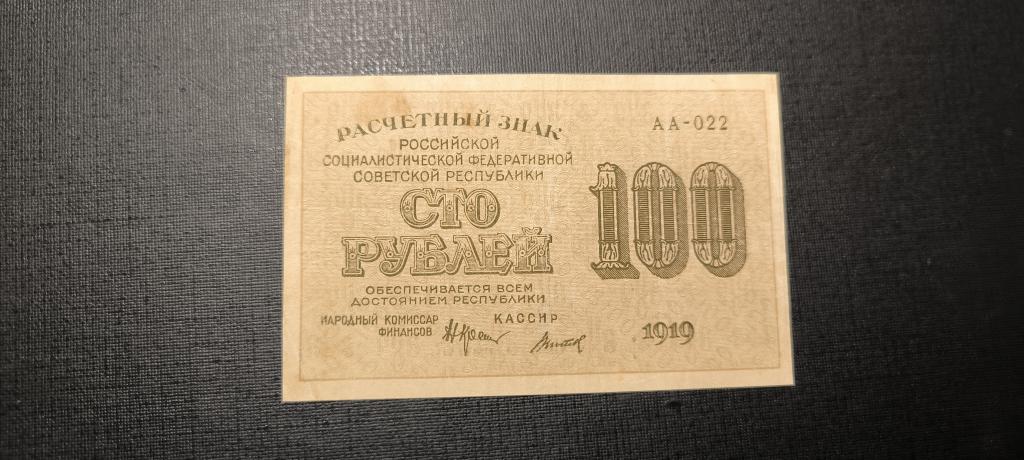 РАСЧЕТНЫЙ ЗНАК
РОССИЙСКОЙ
СОЦИАЛИСТИЧЕСКОЙ ФЕДЕРАТИВНОЙ
СОВЕТСКОЙ РЕСПУБЛИКИ
СТО
РУБЛЕЙ
ОБЕСПЕЧИВАЕТСЯ ВСЕМ
ДОСТОЯНИЕМ РЕСПУБЛИКИ
НАРОДНЫЙ КОМИССАР
ФИНАНСОВ
КАССИР
АА-022
100
1919